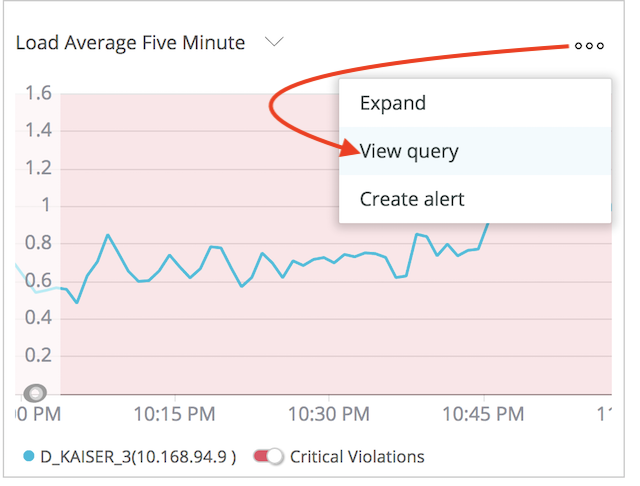 Load Average Five Minute
Expand
View query
Create alert
1.6
1.4
1.2
1
0.8
0.6
0.4
0.2
:00 PM 10:15 PM 10:30 PM 10:45 PM 1
D_KAISER_3(10.168.94.9 ) Critical Violations